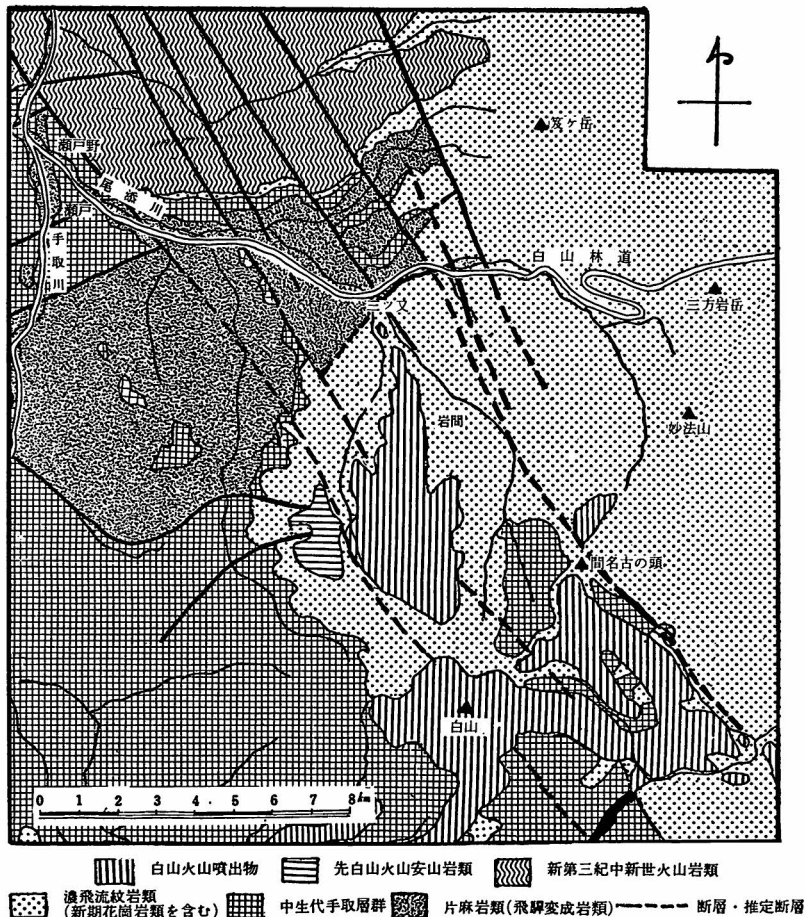 笈ヶ岳
瀬戸野
尾添川
瀬戸
手取川
白山林道
三方岩岳
三ノ又
妙法山
岩間
間名古の頭
白山
0 1 2 3 4 5 6 7 8 km
白山火山噴出物
先白山火山安山岩類
新第三紀中新世火山岩類
濃飛流紋岩類
(新期花崗岩類を含む)
中生代手取層群
片麻岩類(飛騨変成岩類)
断層・推定断層